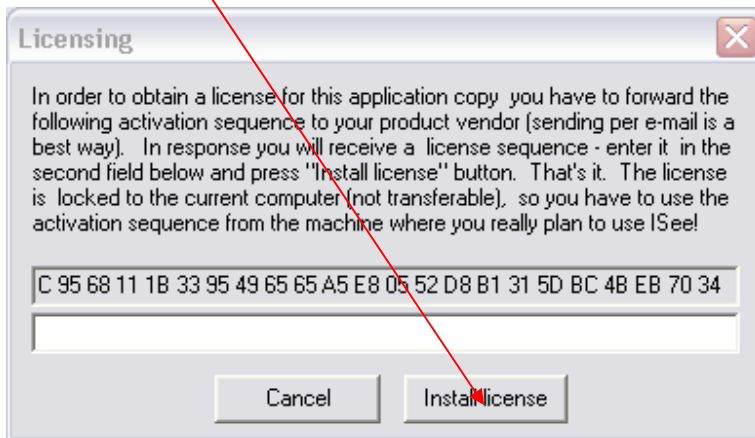 Licensing
In order to obtain a license for this application copy you have to forward the
following activation sequence to your product vendor (sending per e-mail is a
best way). In response you will receive a license sequence - enter it in the
second field below and press "Install license" button. That's it. The license
is locked to the current computer (not transferable), so you have to use the
activation sequence from the machine where you really plan to use ISee!
C 95 68 11 1B 33 95 49 65 65 A5 E8 05 52 D8 B1 31 5D BC 4B EB 70 34
Cancel Install license